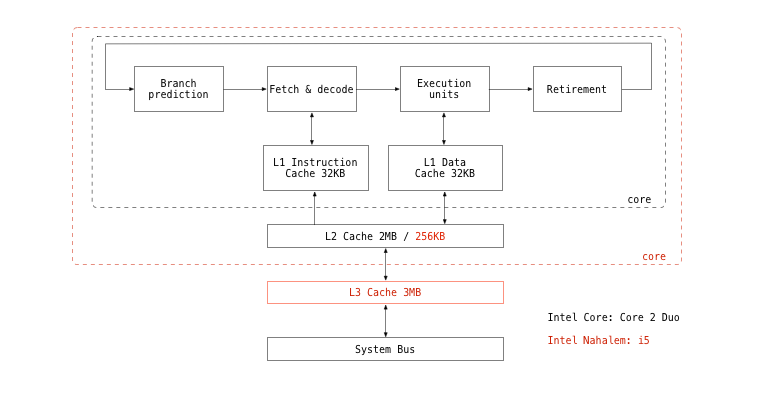 Branch
prediction
Fetch & decode
Execution
units
Retirement
L1 Instruction
Cache 32KB
L1 Data
Cache 32KB
core
L2 Cache 2MB / 256KB
core
L3 Cache 3MB
Intel Core: Core 2 Duo
Intel Nahalem: i5
System Bus